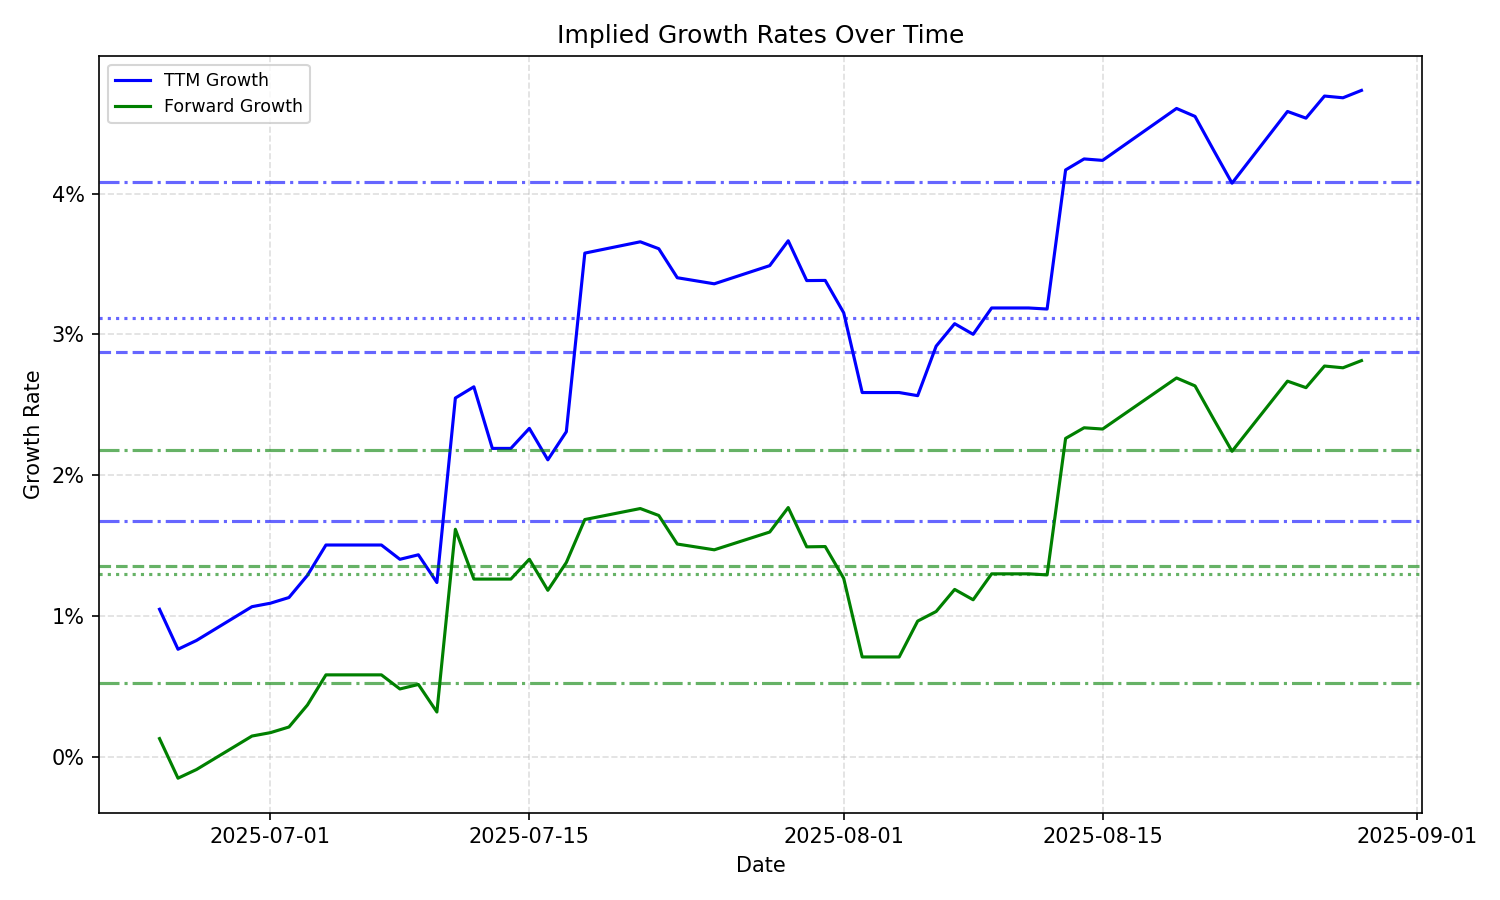 Implied Growth Rates Over Time
TTM Growth
Forward Growth
Growth Rate
4%
3%
2%
1%
0%
2025-07-01
2025-07-15
2025-08-01
2025-08-15
2025-09-01
Date